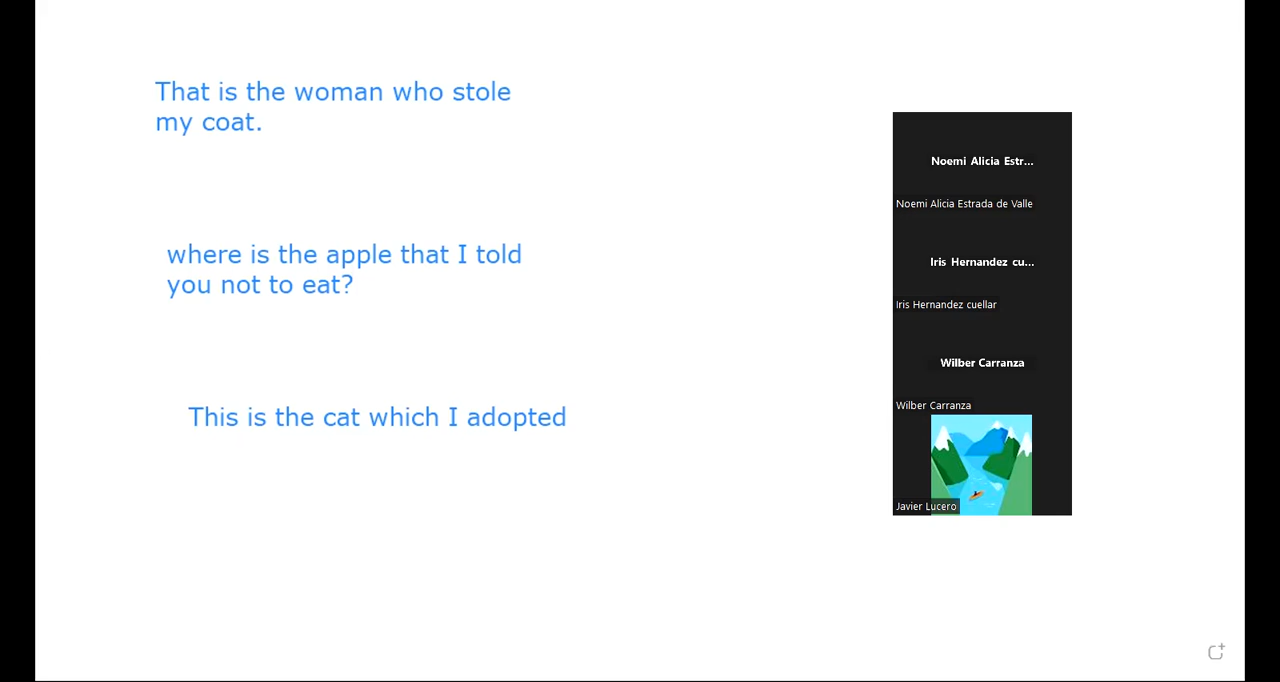 That is the woman who stole
my coat.
where is the apple that I told
you not to eat?
This is the cat which I adopted
Noemi Alicia Estr...
Noemi Alicia Estrada de Valle
Iris Hernandez cu...
Iris Hernandez cuellar
Wilber Carranza
Wilber Carranza
Javier Lucero